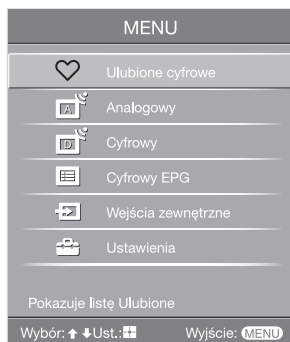 MENU
Ulubione cyfrowe
A Analogowy
D Cyfrowy
Cyfrowy EPG
Wejścia zewnętrzne
Ustawienia
Pokazuje listę Ulubione
Wybór: Ust.: Wyjście: MENU